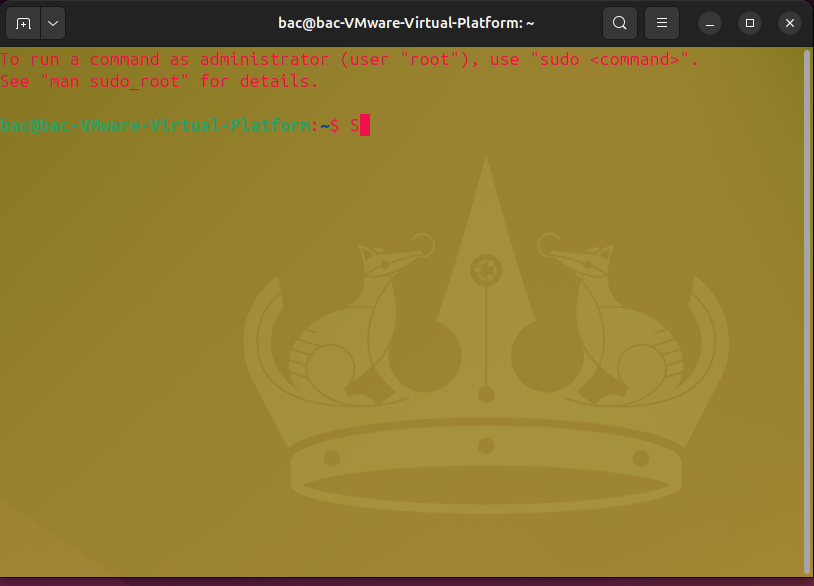 bac@bac-VMware-Virtual-Platform: ~
To run a command as administrator (user "root"), use "sudo <command>".
See "man sudo_root" for details.
bac@bac-VMware-Virtual-Platform:~$ S